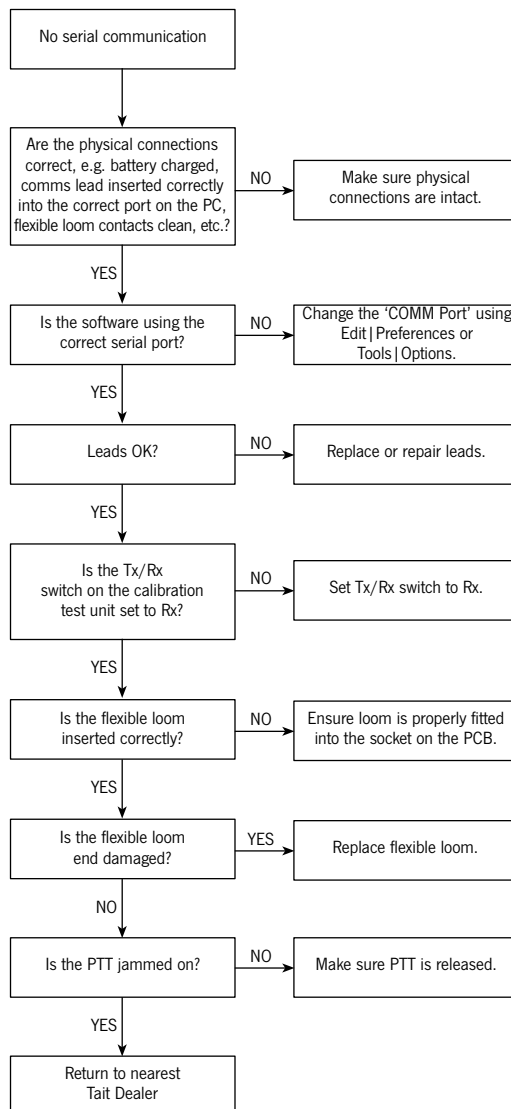 No serial communication
Are the physical connections
correct, e.g. battery charged,
comms lead inserted correctly
into the correct port on the PC,
flexible loom contacts clean, etc.?
NO
Make sure physical
connections are intact.
YES
Is the software using the
correct serial port?
NO
Change the ‘COMM Port’ using
Edit|Preferences or
Tools|Options.
YES
Leads OK?
NO
Replace or repair leads.
YES
Is the Tx/Rx
switch on the calibration
test unit set to Rx?
NO
Set Tx/Rx switch to Rx.
YES
Is the flexible loom
inserted correctly?
NO
Ensure loom is properly fitted
into the socket on the PCB.
YES
Is the flexible loom
end damaged?
YES
Replace flexible loom.
NO
Is the PTT jammed on?
NO
Make sure PTT is released.
YES
Return to nearest
Tait Dealer